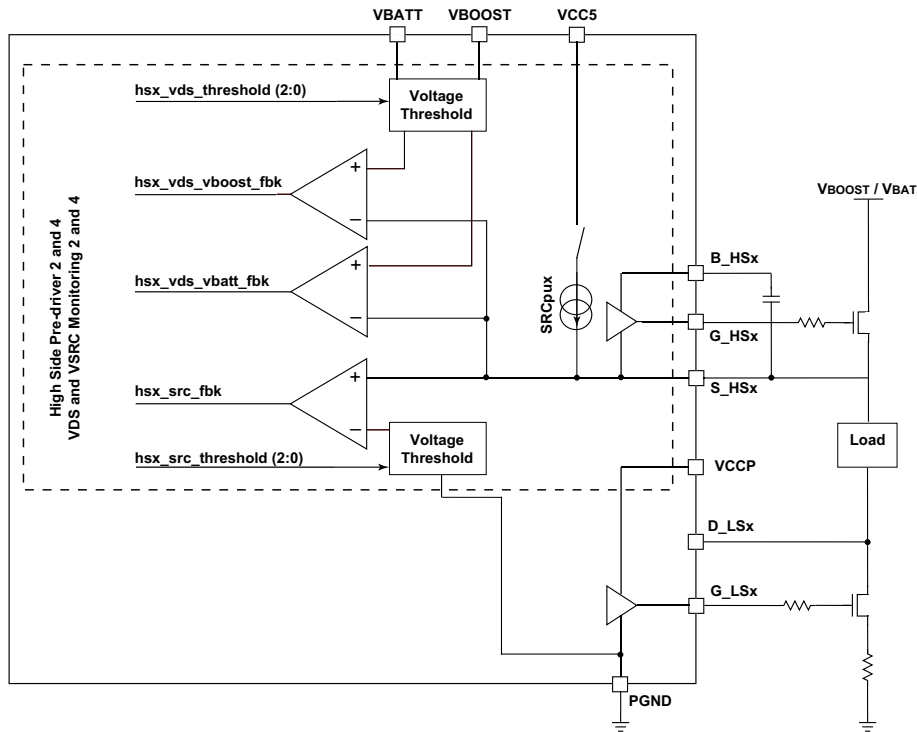 VBATT
VBOOST
VCC5
hsx_vds_threshold (2:0)
Voltage
Threshold
+
hsx_vds_vboost_fbk
−
VBOOST / VBAT
High Side Pre-driver 2 and 4
VDS and VSRC Monitoring 2 and 4
+
hsx_vds_vbatt_fbk
−
SRCpux
B_HSx
G_HSx
S_HSx
+
hsx_src_fbk
−
Voltage
Threshold
hsx_src_threshold (2:0)
Load
VCCP
D_LSx
G_LSx
PGND